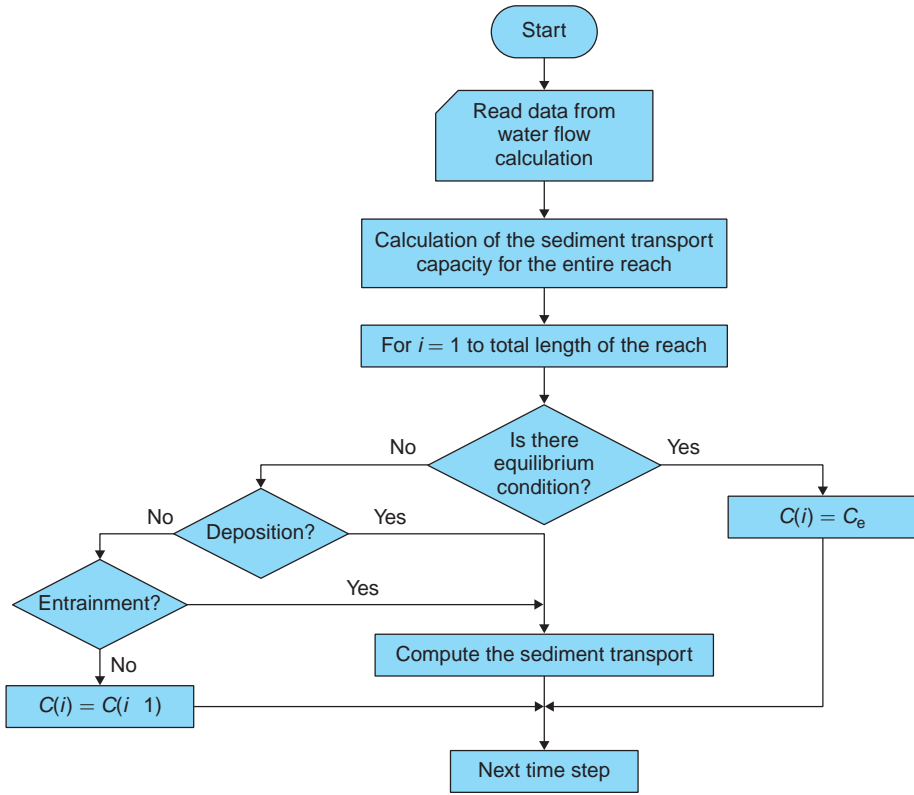 Start
Read data from
water flow
calculation
Calculation of the sediment transport
capacity for the entire reach
For i = 1 to total length of the reach
Is there
equilibrium
condition?
No
Yes
Deposition?
No
Yes
C(i) = Ce
Entrainment?
Yes
No
Compute the sediment transport
C(i) = C(i 1)
Next time step